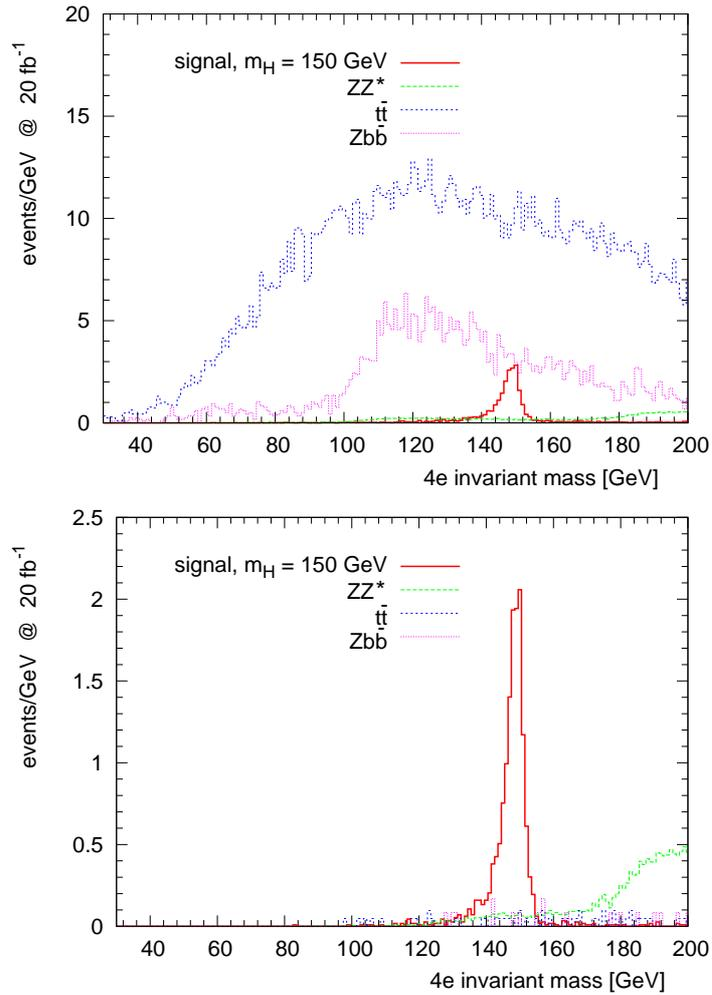 20
15
10
5
0
events/GeV @ 20 fb⁻¹
signal, m_H = 150 GeV
ZZ*
tt̄
Zbb̄
40 60 80 100 120 140 160 180 200
4e invariant mass [GeV]
2.5
2
1.5
1
0.5
0
events/GeV @ 20 fb⁻¹
signal, m_H = 150 GeV
ZZ*
tt̄
Zbb̄
40 60 80 100 120 140 160 180 200
4e invariant mass [GeV]